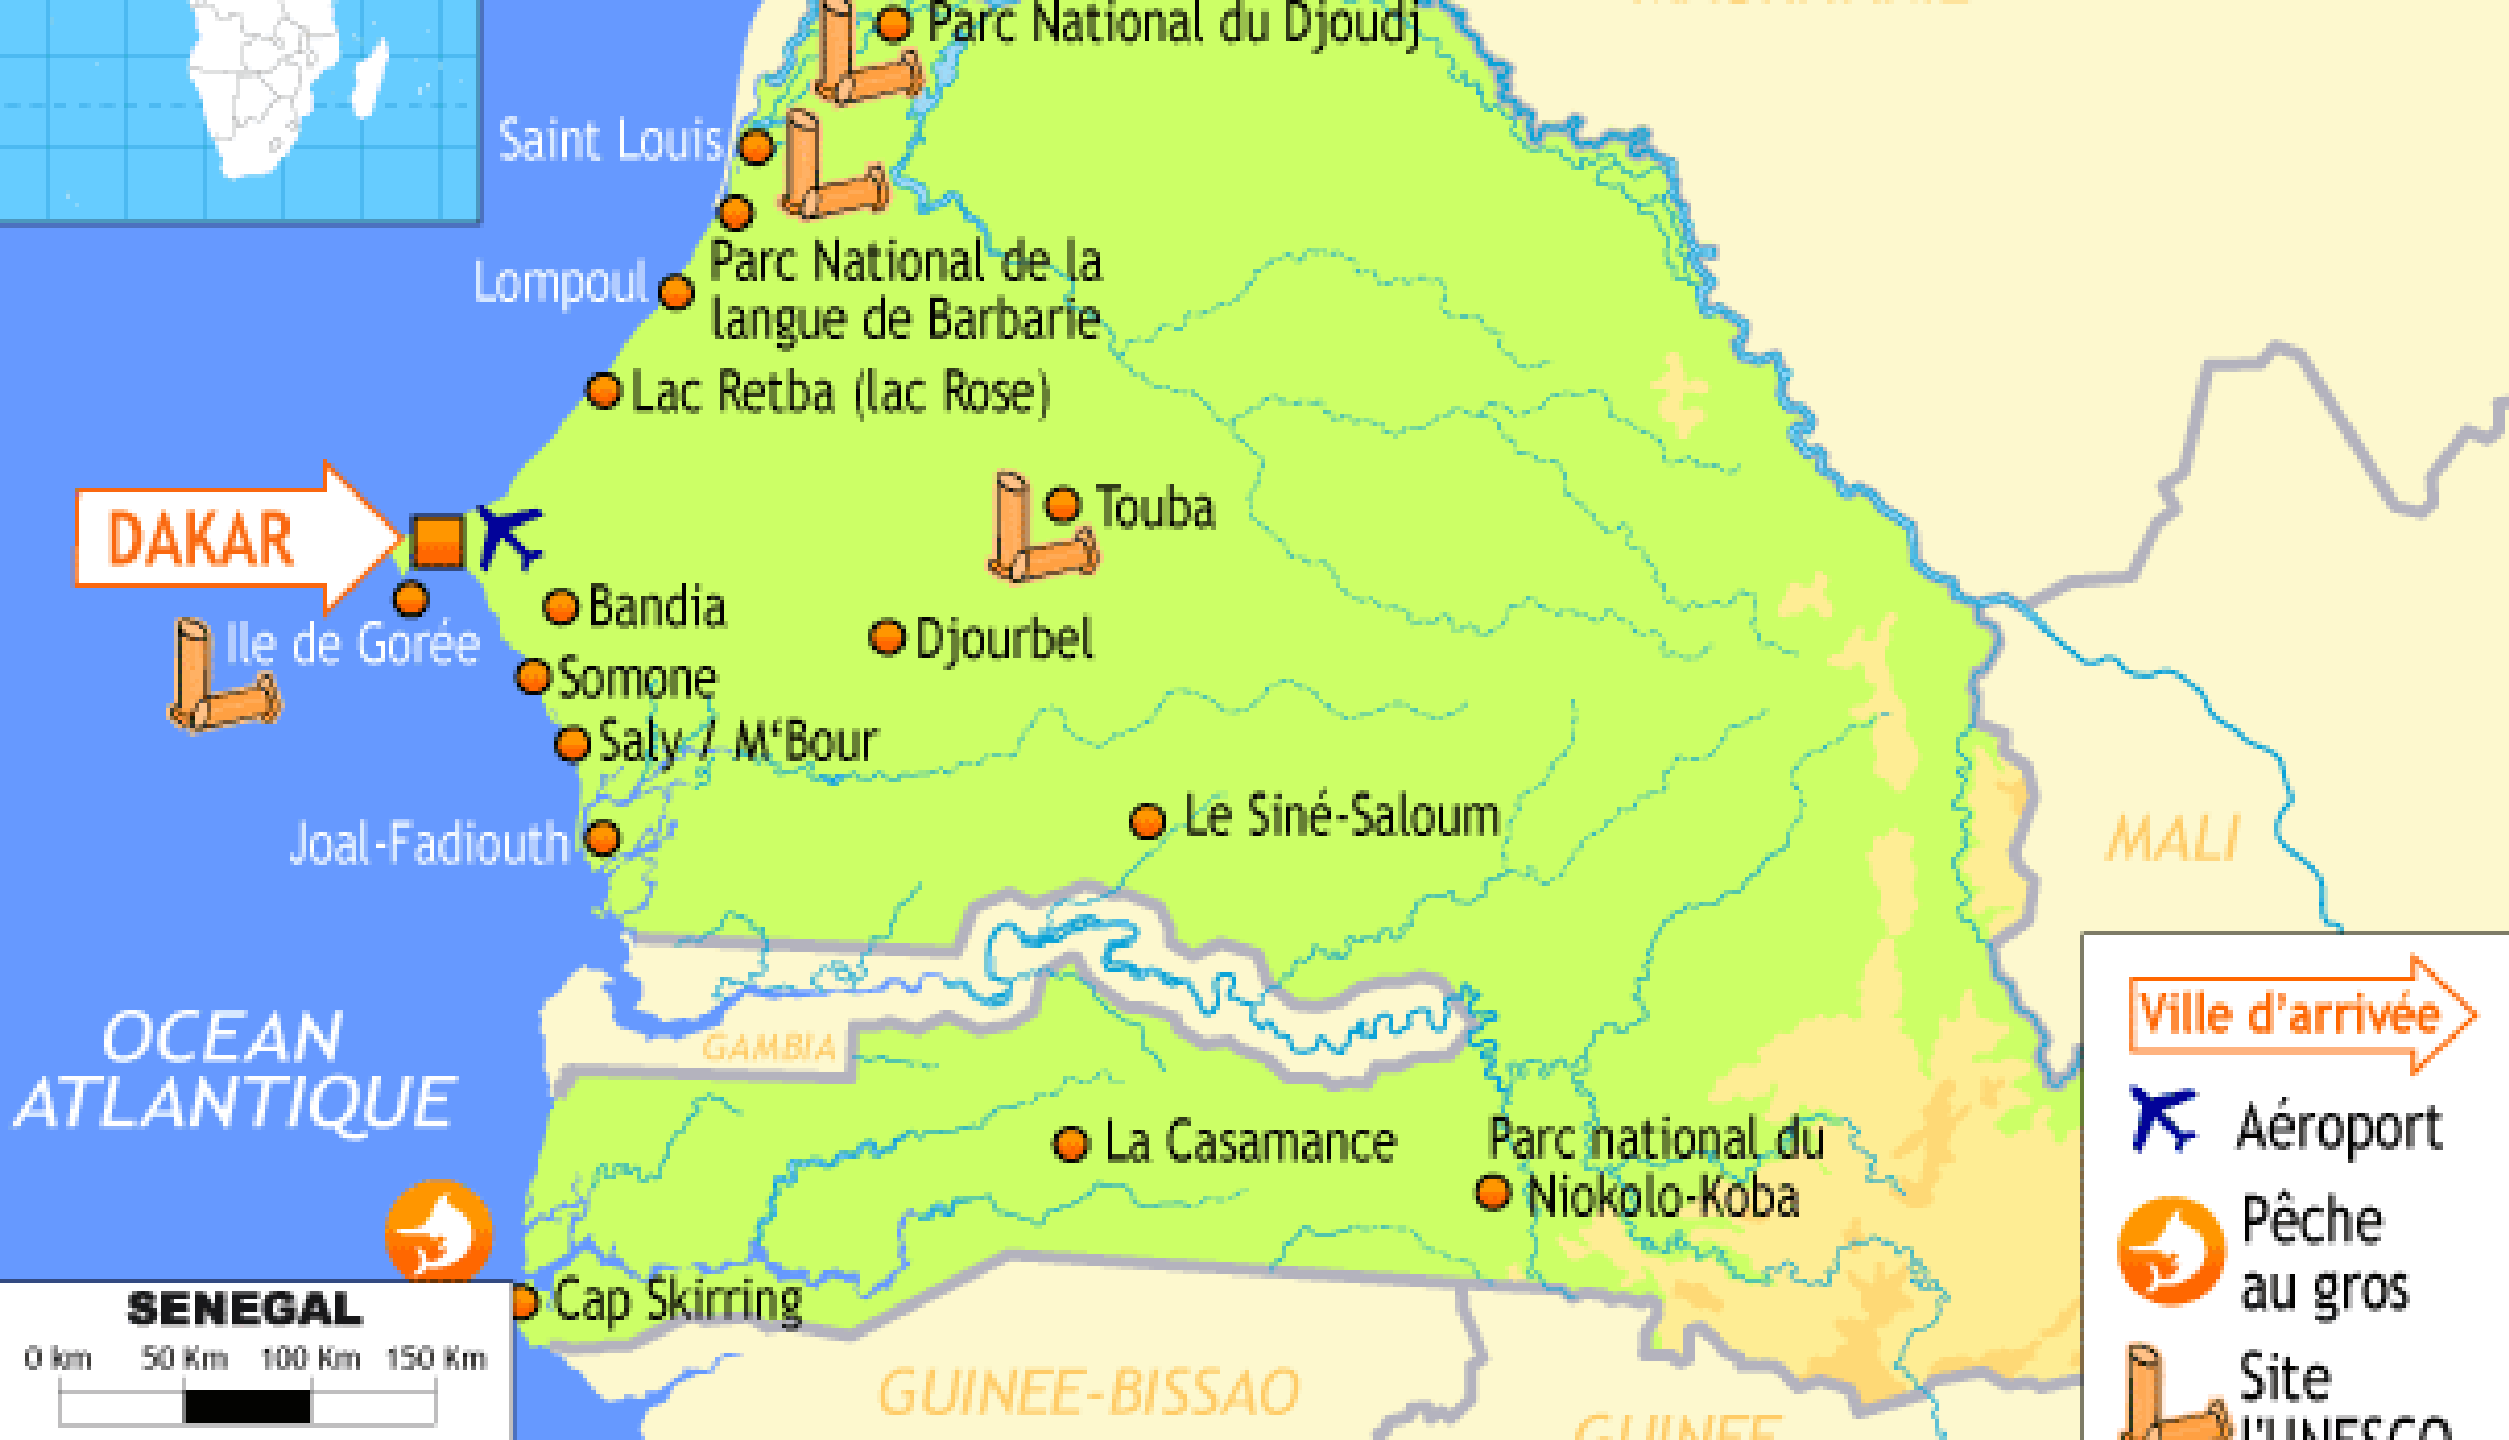 Parc National du Djoudj
Saint Louis
Parc National de la
langue de Barbarie
Lompoul
Lac Retba (lac Rose)
DAKAR
Touba
Ile de Gorée
Bandia
Djourbel
Somone
Saly / M'Bour
Joal-Fadiouth
Le Siné-Saloum
MALI
OCEAN
ATLANTIQUE
GAMBIA
La Casamance
Parc national du
Niokolo-Koba
Cap Skirring
GUINEE-BISSAO
GUINEE
SENEGAL
0 km 50 Km 100 Km 150 Km
Ville d'arrivée
Aéroport
Pêche
au gros
Site
l'UNESCO